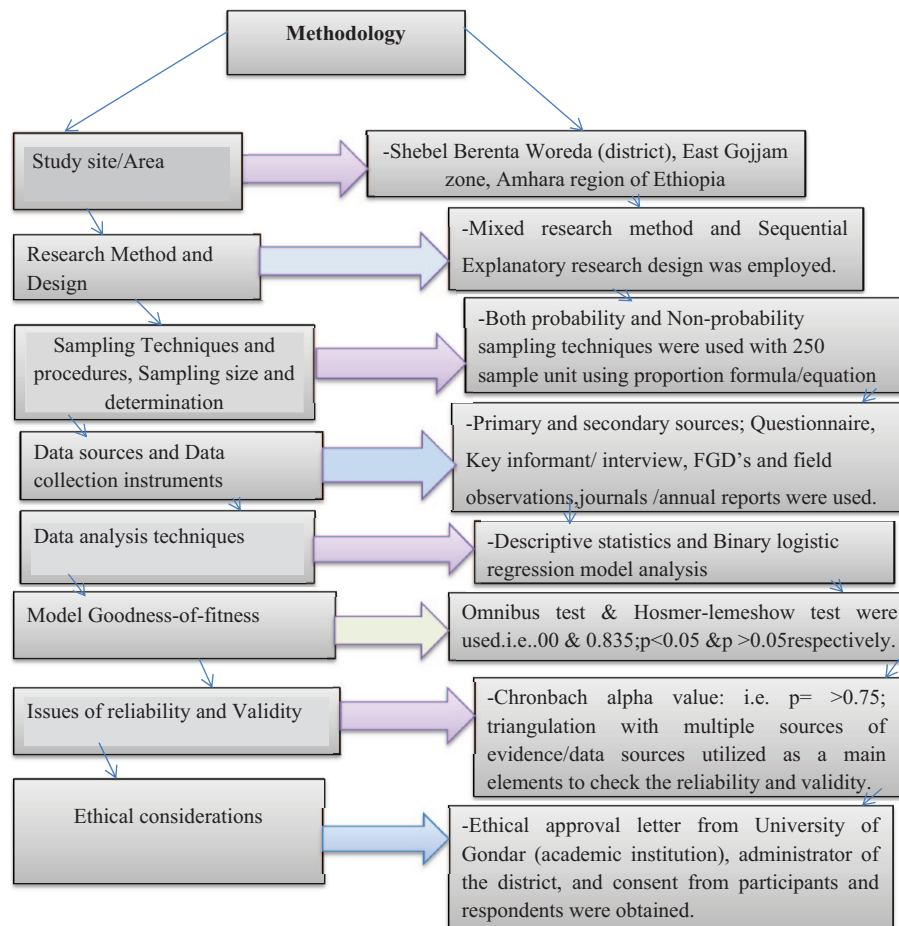 Methodology
Study site/Area
-Shebel Berenta Woreda (district), East Gojjam
zone, Amhara region of Ethiopia
Research Method and
Design
-Mixed research method and Sequential
Explanatory research design was employed.
Sampling Techniques and
procedures, Sampling size and
determination
-Both probability and Non-probability
sampling techniques were used with 250
sample unit using proportion formula/equation
Data sources and Data
collection instruments
-Primary and secondary sources; Questionnaire,
Key informant/ interview, FGD's and field
observations,journals /annual reports were used.
Data analysis techniques
-Descriptive statistics and Binary logistic
regression model analysis
Model Goodness-of-fitness
Omnibus test & Hosmer-lemeshow test were
used.i.e..00 & 0.835;p<0.05 &p >0.05respectively.
Issues of reliability and Validity
-Chronbach alpha value: i.e. p= >0.75;
triangulation with multiple sources of
evidence/data sources utilized as a main
elements to check the reliability and validity.
Ethical considerations
-Ethical approval letter from University of
Gondar (academic institution), administrator of
the district, and consent from participants and
respondents were obtained.